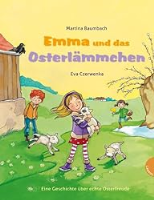 Martina Baumbach
Emma und das
Osterlämmchen
Eva Czerwenka
Eine Geschichte über echte Osterfreude